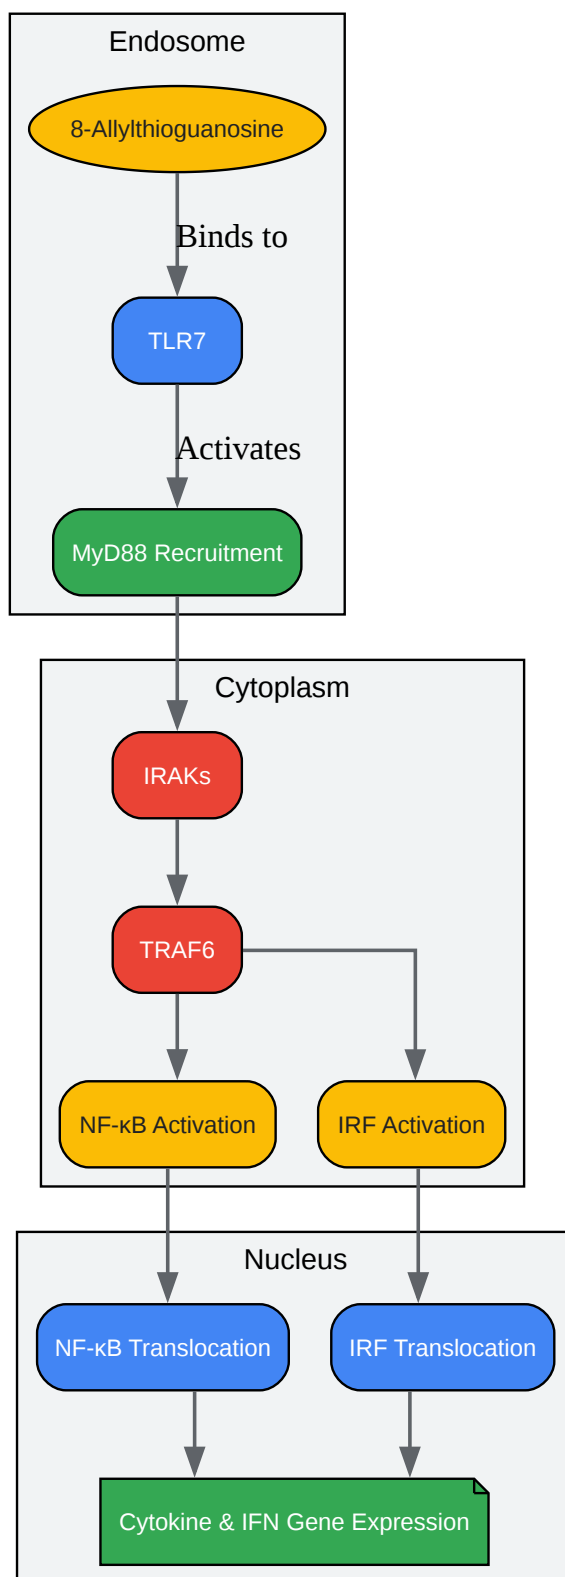 Endosome
8-Allylthioguanosine
Binds to
TLR7
Activates
MyD88 Recruitment
Cytoplasm
IRAKs
TRAF6
NF-κB Activation
IRF Activation
Nucleus
NF-κB Translocation
IRF Translocation
Cytokine & IFN Gene Expression